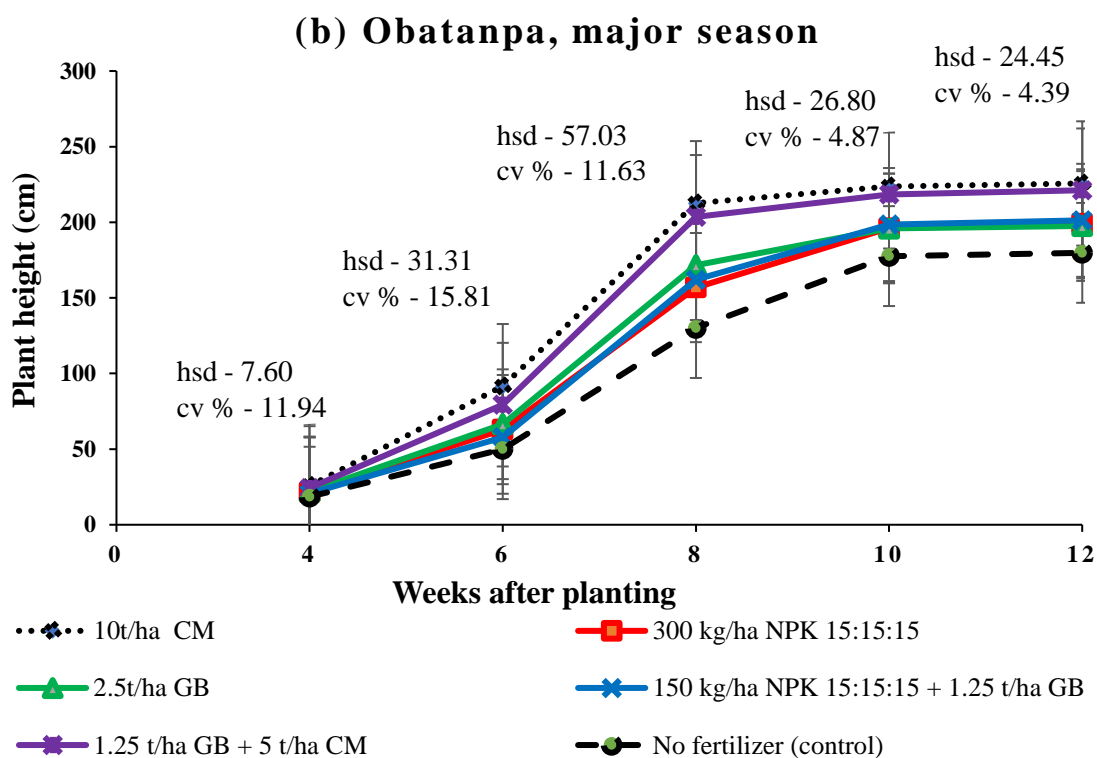 (b) Obatanpa, major season
hsd - 24.45
cv % - 4.39
hsd - 26.80
cv % - 4.87
hsd - 57.03
cv % - 11.63
hsd - 31.31
cv % - 15.81
hsd - 7.60
cv % - 11.94
Plant height (cm)
300
250
200
150
100
50
0
0 4 6 8 10 12
Weeks after planting
10t/ha CM
300 kg/ha NPK 15:15:15
2.5t/ha GB
150 kg/ha NPK 15:15:15 + 1.25 t/ha GB
1.25 t/ha GB + 5 t/ha CM
No fertilizer (control)